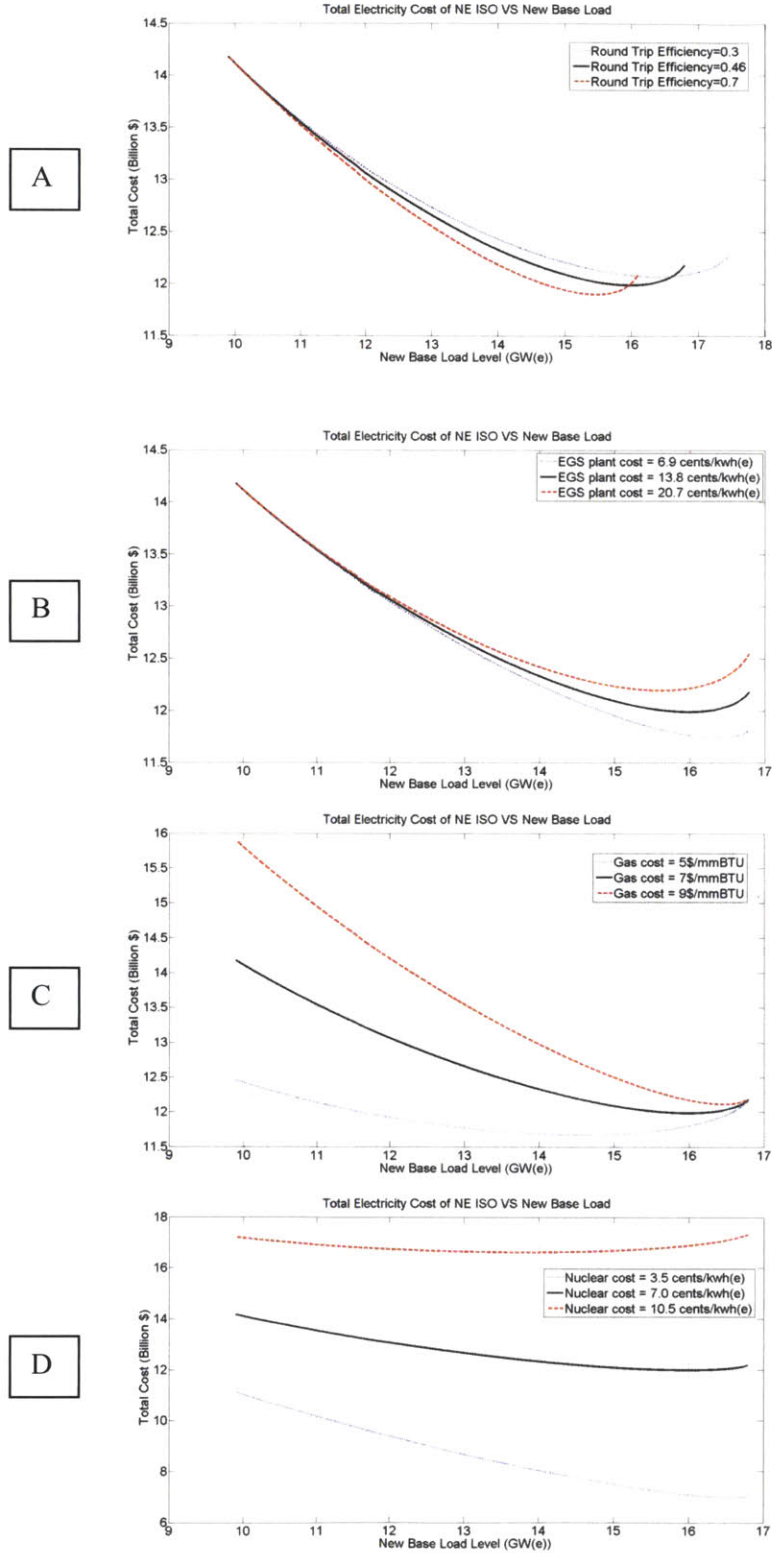 Total Electricity Cost of NE ISO VS New Base Load
14.5
14
13.5
13
12.5
12
11.5
Total Cost (Billion $)
Round Trip Efficiency=0.3
Round Trip Efficiency=0.46
Round Trip Efficiency=0.7
A
9 10 11 12 13 14 15 16 17 18
New Base Load Level (GW(e))
Total Electricity Cost of NE ISO VS New Base Load
14.5
14
13.5
13
12.5
12
11.5
Total Cost (Billion $)
EGS plant cost = 6.9 cents/kwh(e)
EGS plant cost = 13.8 cents/kwh(e)
EGS plant cost = 20.7 cents/kwh(e)
B
9 10 11 12 13 14 15 16 17
New Base Load Level (GW(e))
Total Electricity Cost of NE ISO VS New Base Load
16
15.5
15
14.5
14
13.5
13
12.5
12
11.5
Total Cost (Billion $)
Gas cost = 5$/mmBTU
Gas cost = 7$/mmBTU
Gas cost = 9$/mmBTU
C
9 10 11 12 13 14 15 16 17
New Base Load Level (GW(e))
Total Electricity Cost of NE ISO VS New Base Load
18
16
14
12
10
8
6
Total Cost (Billion $)
Nuclear cost = 3.5 cents/kwh(e)
Nuclear cost = 7.0 cents/kwh(e)
Nuclear cost = 10.5 cents/kwh(e)
D
9 10 11 12 13 14 15 16 17
New Base Load Level (GW(e))